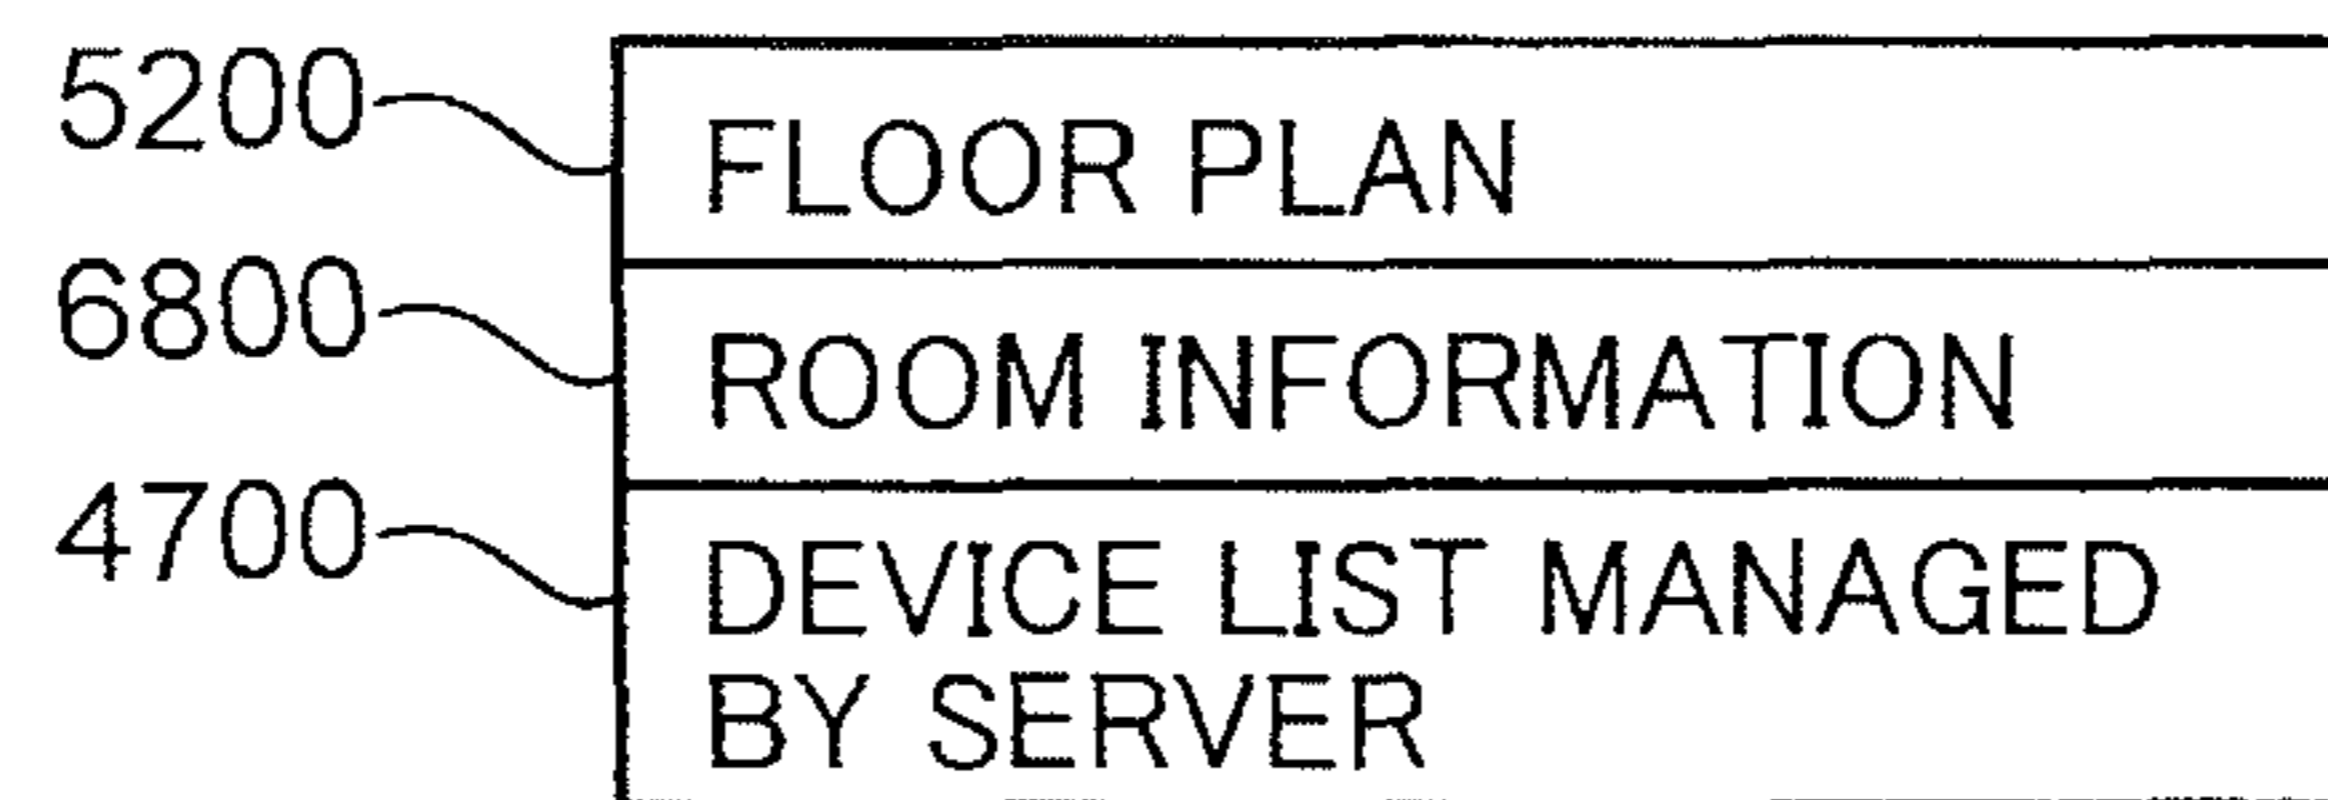 5200 FLOOR PLAN
6800 ROOM INFORMATION
4700 DEVICE LIST MANAGED
BY SERVER